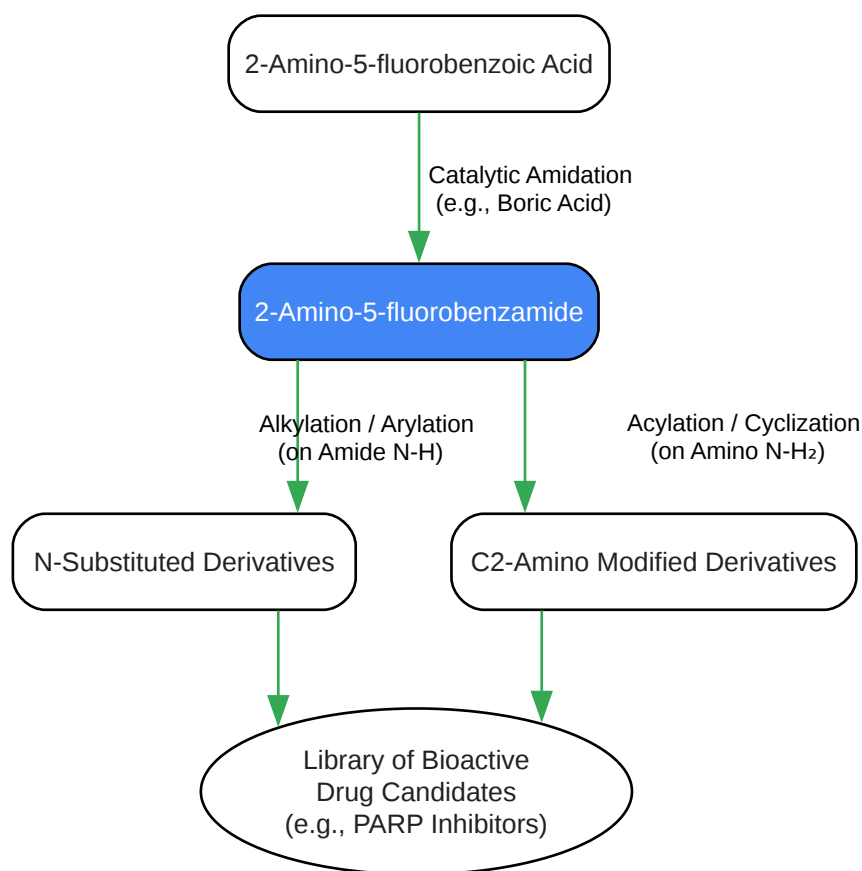 2-Amino-5-fluorobenzoic Acid
Catalytic Amidation
(e.g., Boric Acid)
2-Amino-5-fluorobenzamide
Alkylation / Arylation
(on Amide N-H)
Acylation / Cyclization
(on Amino N-H₂)
N-Substituted Derivatives
C2-Amino Modified Derivatives
Library of Bioactive
Drug Candidates
(e.g., PARP Inhibitors)